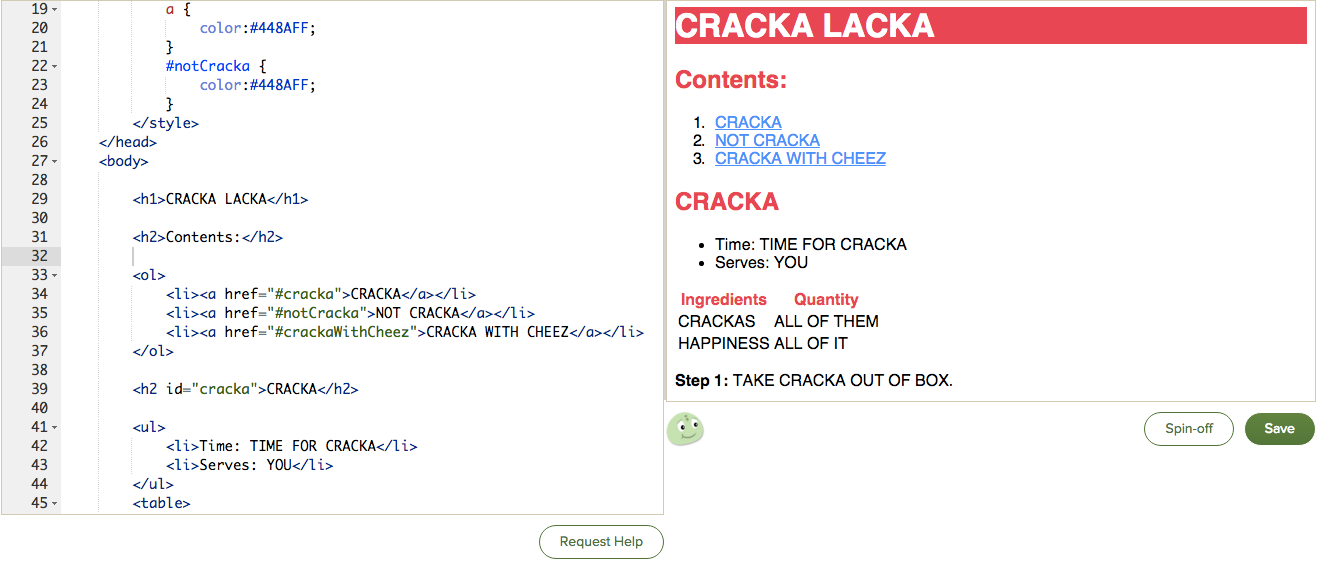 19 a {
20 color:#448AFF;
21 }
22 #notCracka {
23 color:#448AFF;
24 }
25 </style>
26 </head>
27 <body>
28
29 <h1>CRACKA LACKA</h1>
30
31 <h2>Contents:</h2>
32
33 <ol>
34 <li><a href="#cracka">CRACKA</a></li>
35 <li><a href="#notCracka">NOT CRACKA</a></li>
36 <li><a href="#crackaWithCheez">CRACKA WITH CHEEZ</a></li>
37 </ol>
38
39 <h2 id="cracka">CRACKA</h2>
40
41 <ul>
42 <li>Time: TIME FOR CRACKA</li>
43 <li>Serves: YOU</li>
44 </ul>
45 <table>
Request Help
CRACKA LACKA
Contents:
1. CRACKA
2. NOT CRACKA
3. CRACKA WITH CHEEZ
CRACKA
• Time: TIME FOR CRACKA
• Serves: YOU
Ingredients Quantity
CRACKAS ALL OF THEM
HAPPINESS ALL OF IT
Step 1: TAKE CRACKA OUT OF BOX.
Spin-off Save